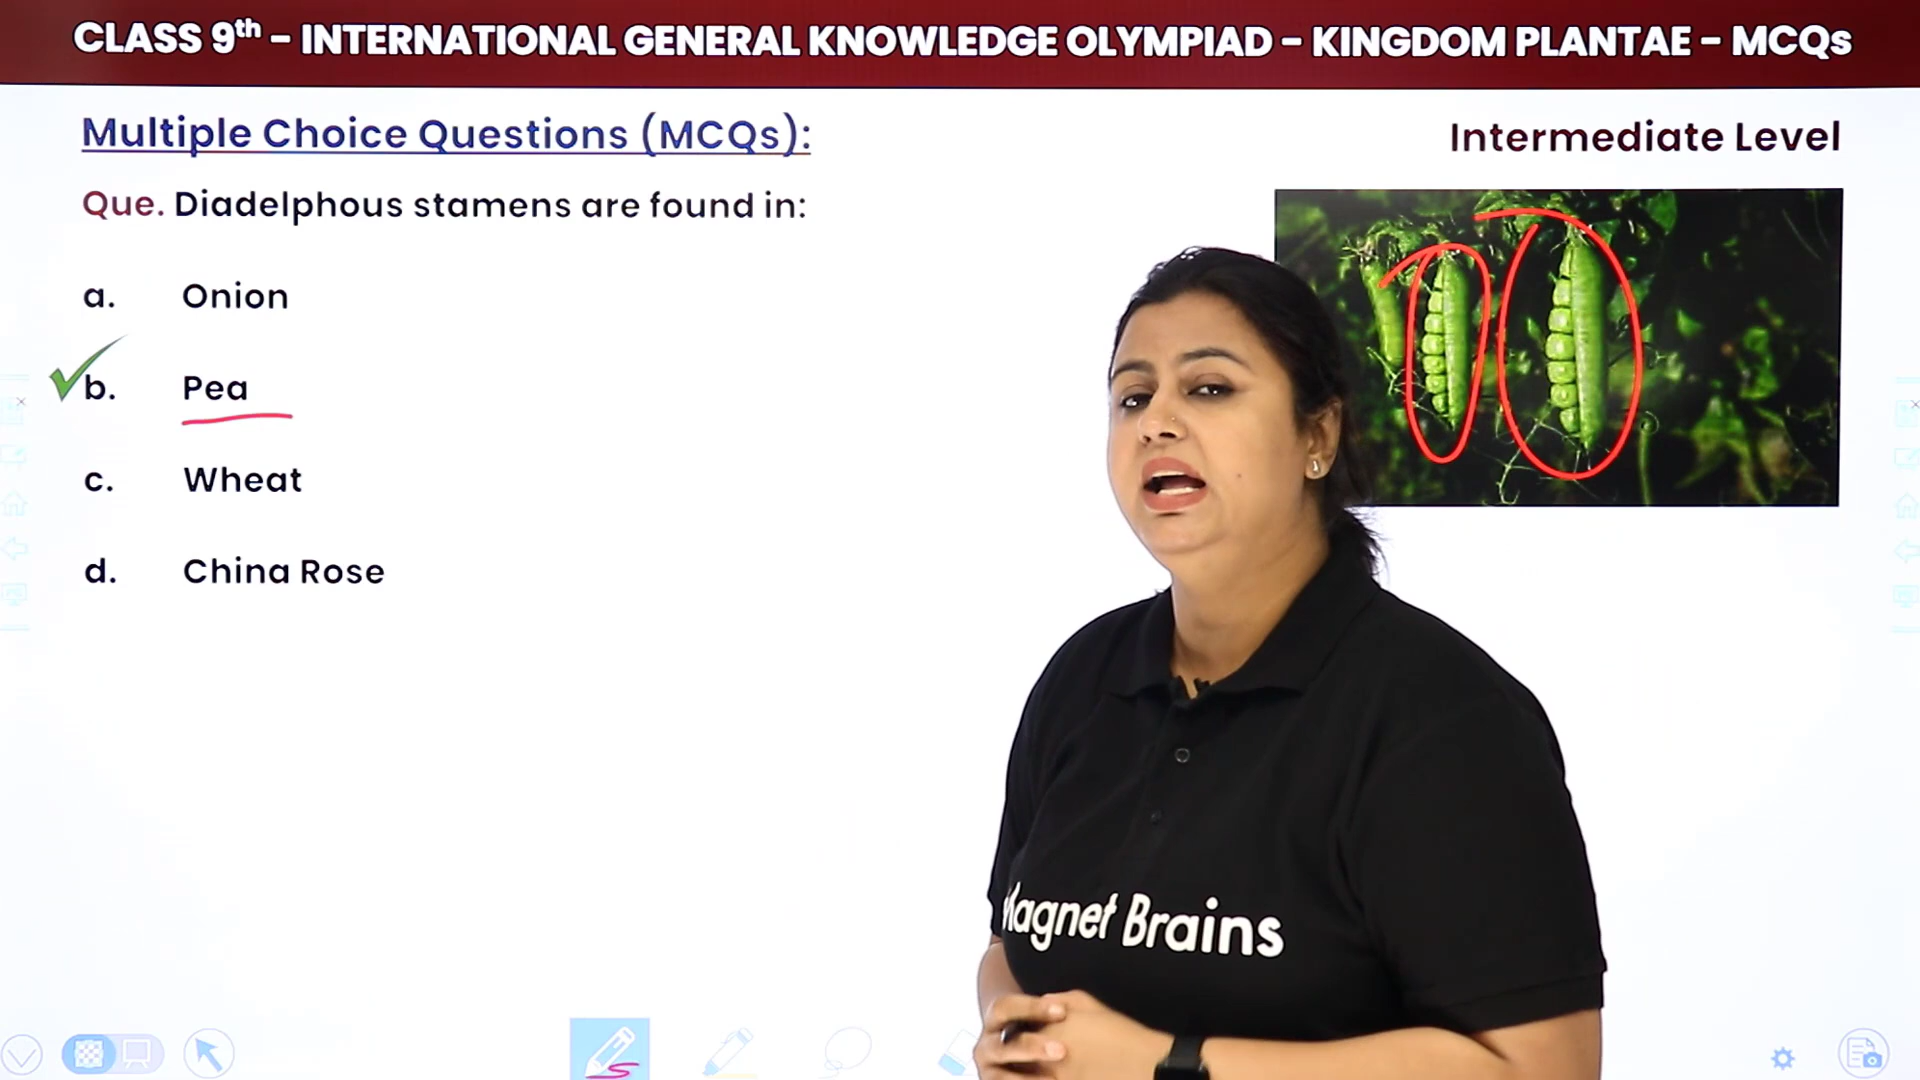 CLASS 9th - INTERNATIONAL GENERAL KNOWLEDGE OLYMPIAD - KINGDOM PLANTAE - MCQs
Multiple Choice Questions (MCQs):
Intermediate Level
Que. Diadelphous stamens are found in:
a. Onion
b. Pea
c. Wheat
d. China Rose
Magnet Brains